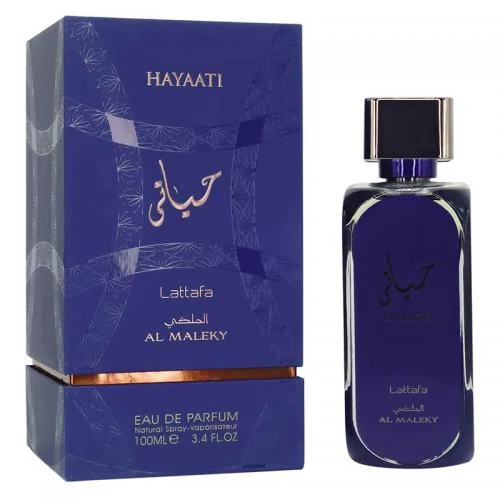 HAYAATI
حياتي
Lattafa
الملكي
AL MALEKY
EAU DE PARFUM
Natural Spray-Vaporisateur
100ML℮ 3.4 FL.OZ
حياتي
HAYAATI
Lattafa
الملكي
AL MALEKY